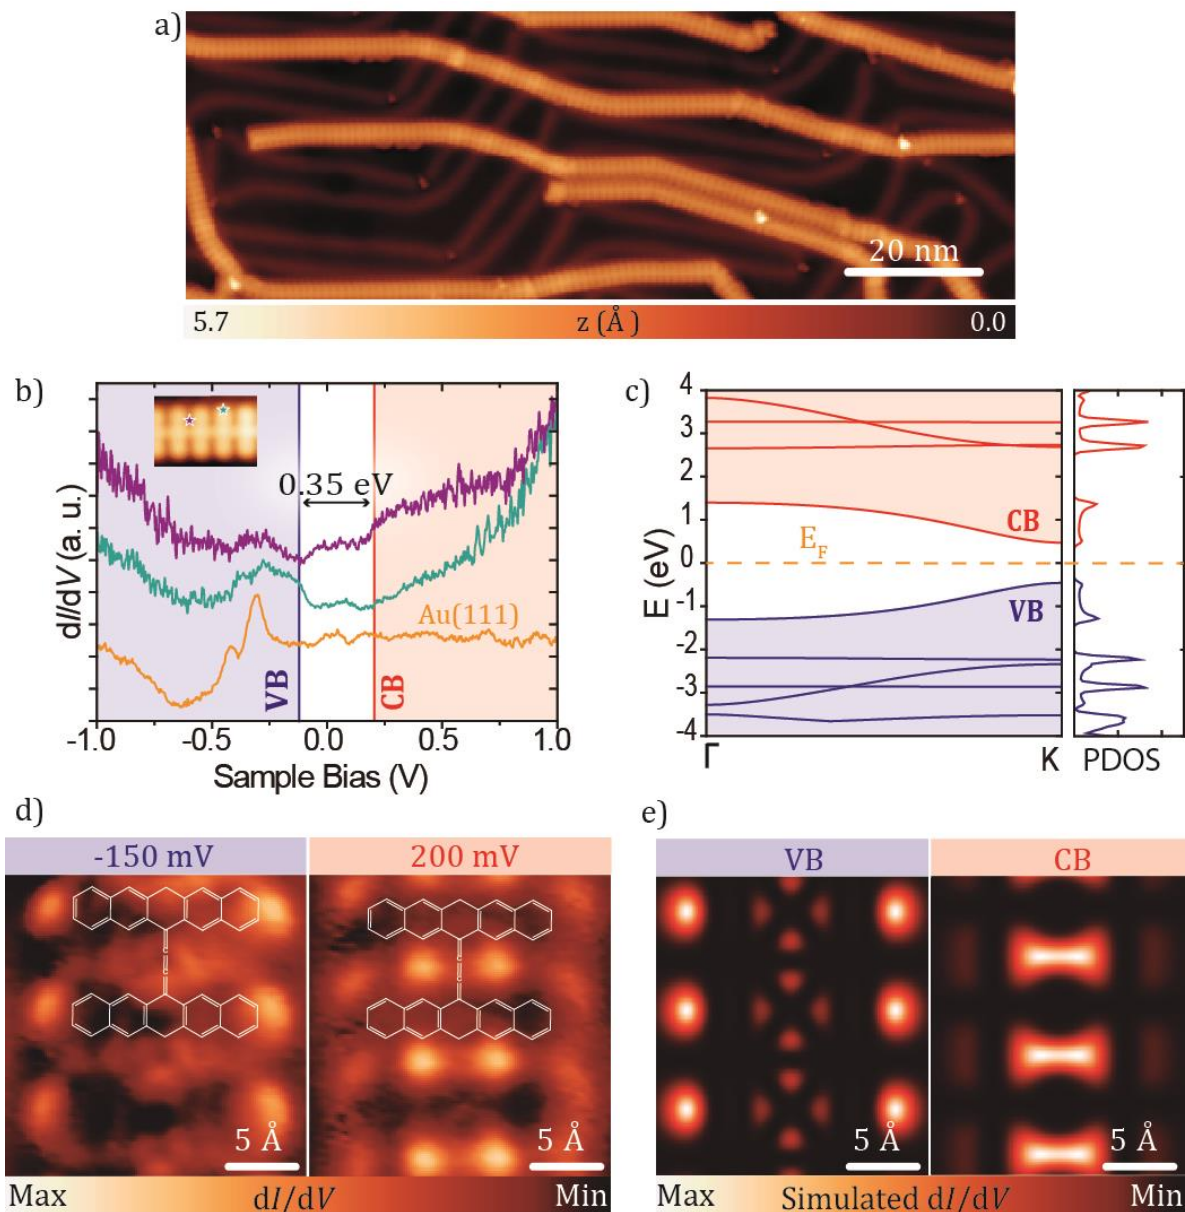 a)
20 nm
5.7 z (Å) 0.0
b)
0.35 eV
Au(111)
VB
CB
dI/dV (a. u.)
-1.0 -0.5 0.0 0.5 1.0
Sample Bias (V)
c)
4
3
2
1
0
-1
-2
-3
-4
E (eV)
CB
E_F
VB
Γ K PDOS
d)
-150 mV 200 mV
C
C
C
C
5 Å 5 Å
Max dI/dV Min
e)
VB CB
5 Å 5 Å
Max Simulated dI/dV Min